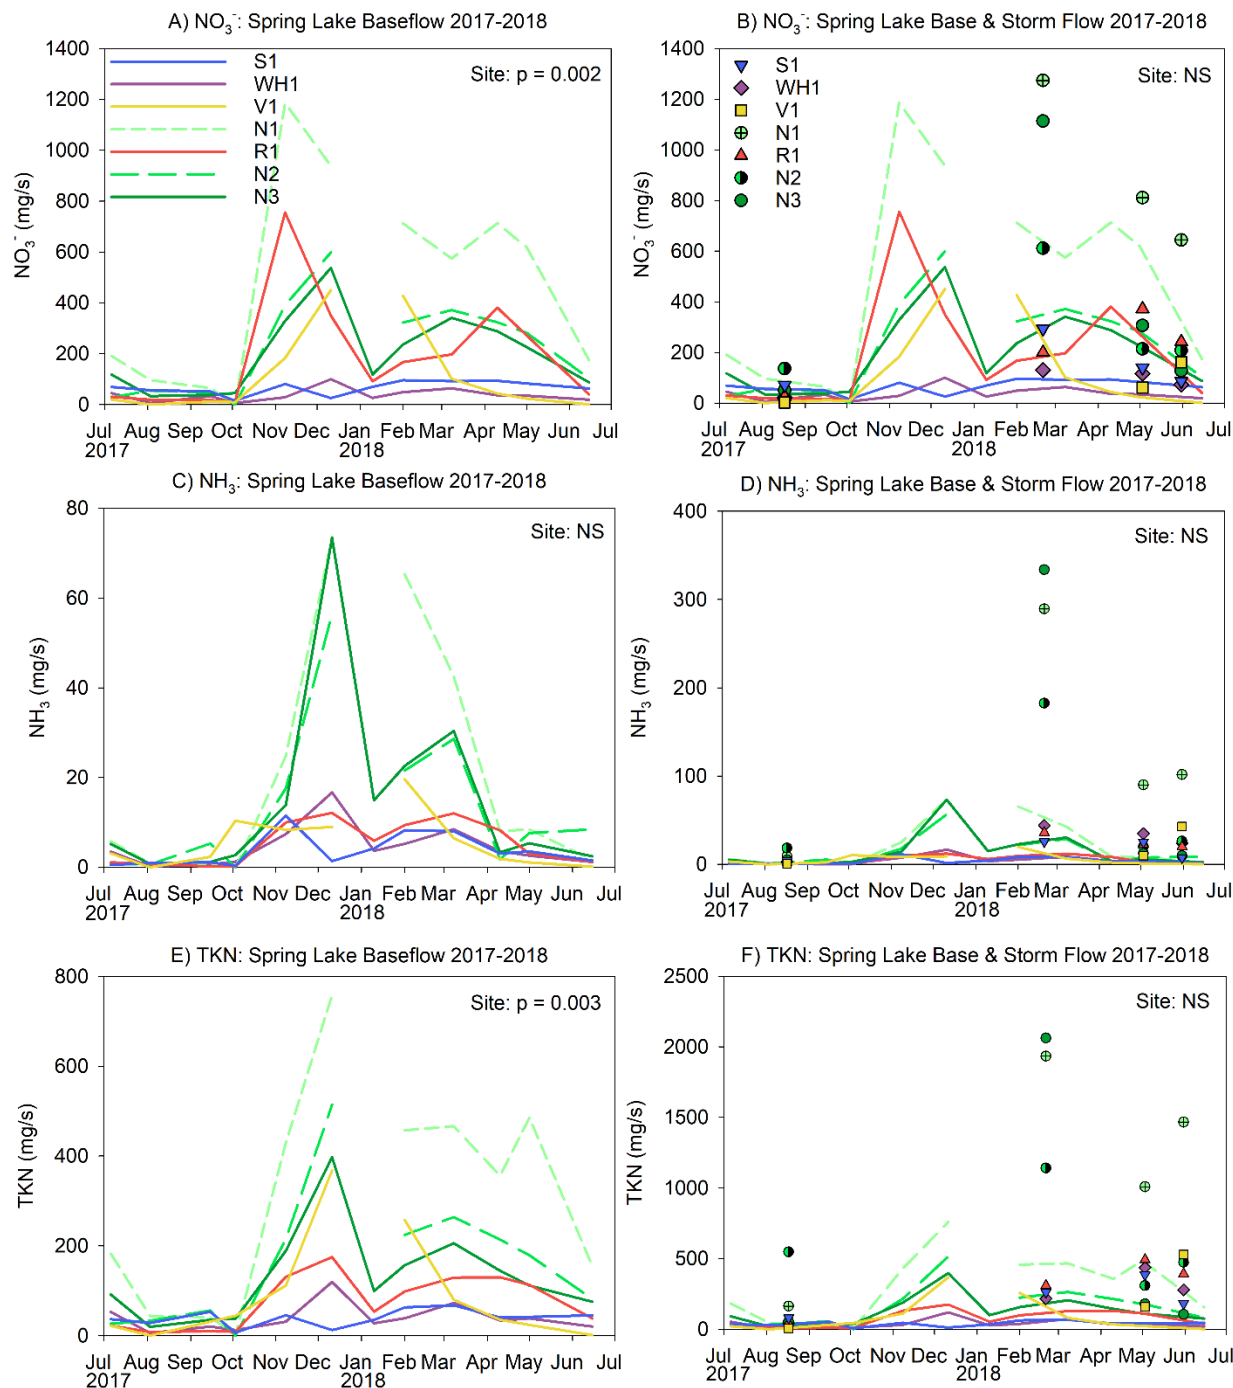 A) NO₃⁻: Spring Lake Baseflow 2017-2018
1400
1200
1000
800
600
400
200
0
NO₃⁻ (mg/s)
S1
WH1
V1
N1
R1
N2
N3
Site: p = 0.002
Jul Aug Sep Oct Nov Dec Jan Feb Mar Apr May Jun Jul
2017 2018
B) NO₃⁻: Spring Lake Base & Storm Flow 2017-2018
1400
1200
1000
800
600
400
200
0
NO₃⁻ (mg/s)
S1
WH1
V1
N1
R1
N2
N3
Site: NS
Jul Aug Sep Oct Nov Dec Jan Feb Mar Apr May Jun Jul
2017 2018
C) NH₃: Spring Lake Baseflow 2017-2018
80
60
40
20
0
NH₃ (mg/s)
Site: NS
Jul Aug Sep Oct Nov Dec Jan Feb Mar Apr May Jun Jul
2017 2018
D) NH₃: Spring Lake Base & Storm Flow 2017-2018
400
300
200
100
0
NH₃ (mg/s)
Site: NS
Jul Aug Sep Oct Nov Dec Jan Feb Mar Apr May Jun Jul
2017 2018
E) TKN: Spring Lake Baseflow 2017-2018
800
600
400
200
0
TKN (mg/s)
Site: p = 0.003
Jul Aug Sep Oct Nov Dec Jan Feb Mar Apr May Jun Jul
2017 2018
F) TKN: Spring Lake Base & Storm Flow 2017-2018
2500
2000
1500
1000
500
0
TKN (mg/s)
Site: NS
Jul Aug Sep Oct Nov Dec Jan Feb Mar Apr May Jun Jul
2017 2018